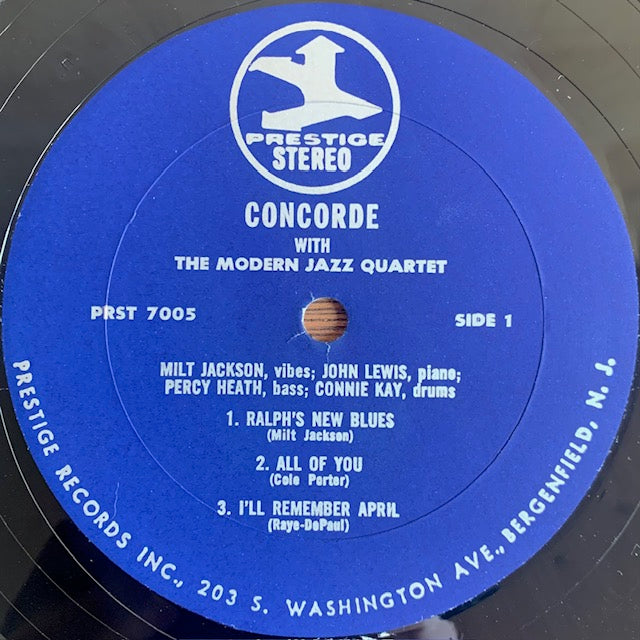 PRESTIGE
STEREO
CONCORDE
WITH
THE MODERN JAZZ QUARTET
PRST 7005
SIDE 1
MILT JACKSON, vibes; JOHN LEWIS, piano;
PERCY HEATH, bass; CONNIE KAY, drums
1. RALPH'S NEW BLUES
(Milt Jackson)
2. ALL OF YOU
(Cole Porter)
3. I'LL REMEMBER APRIL
(Raye-DePaul)
PRESTIGE RECORDS INC., 203 S. WASHINGTON AVE., BERGENFIELD, N. J.